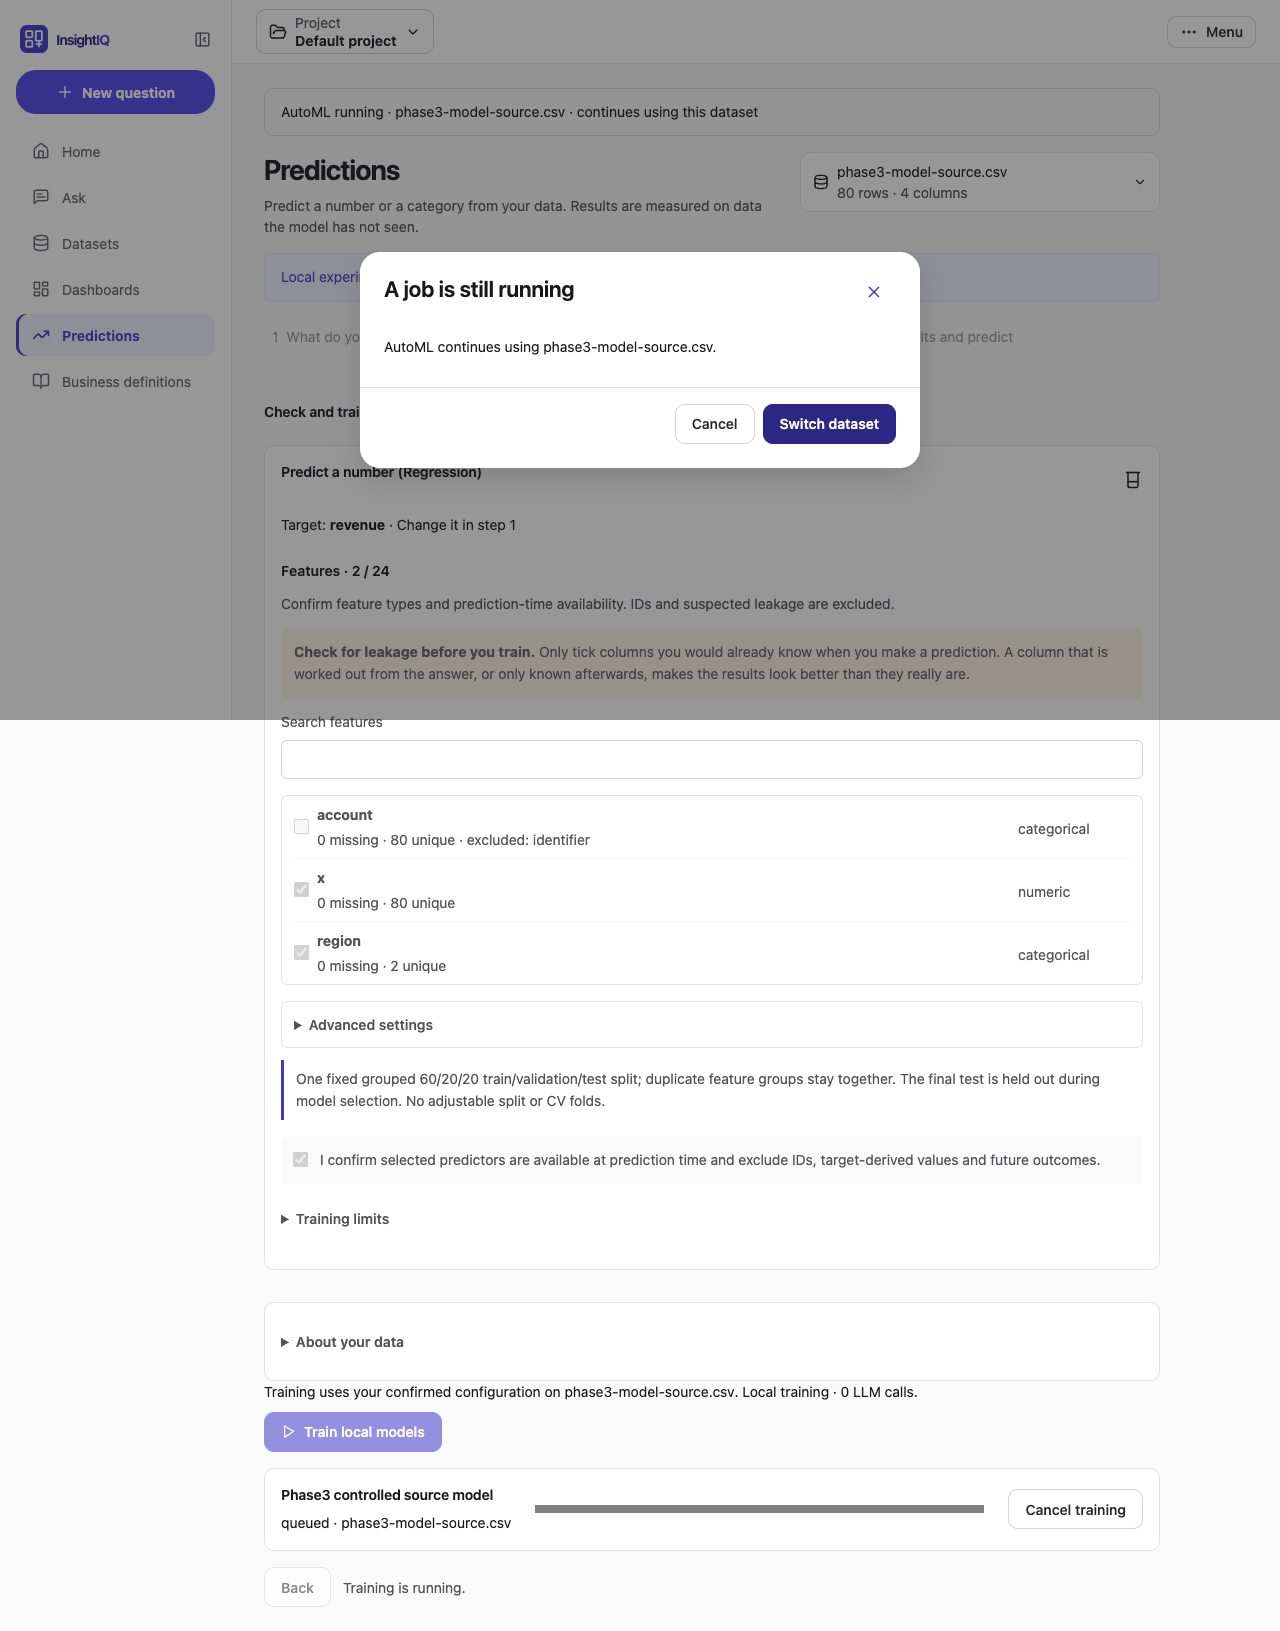 InsightIQ
Project
Default project
Menu
New question
Home
Ask
Datasets
Dashboards
Predictions
Business definitions
AutoML running · phase3-model-source.csv · continues using this dataset
Predictions
Predict a number or a category from your data. Results are measured on data
the model has not seen.
phase3-model-source.csv
80 rows · 4 columns
Local
1 What do
and predict
A job is still running
AutoML continues using phase3-model-source.csv.
Cancel
Switch dataset
Check and
Predict a number (Regression)
Target: revenue · Change it in step 1
Features · 2 / 24
Confirm feature types and prediction-time availability. IDs and suspected leakage are excluded.
Check for leakage before you train. Only tick columns you would already know when you make a prediction. A column that is
worked out from the answer, or only known afterwards, makes the results look better than they really are.
Search features
account
0 missing · 80 unique · excluded: identifier
categorical
x
0 missing · 80 unique
numeric
region
0 missing · 2 unique
categorical
Advanced settings
One fixed grouped 60/20/20 train/validation/test split; duplicate feature groups stay together. The final test is held out during
model selection. No adjustable split or CV folds.
I confirm selected predictors are available at prediction time and exclude IDs, target-derived values and future outcomes.
Training limits
About your data
Training uses your confirmed configuration on phase3-model-source.csv. Local training · 0 LLM calls.
Train local models
Phase3 controlled source model
queued · phase3-model-source.csv
Cancel training
Back
Training is running.